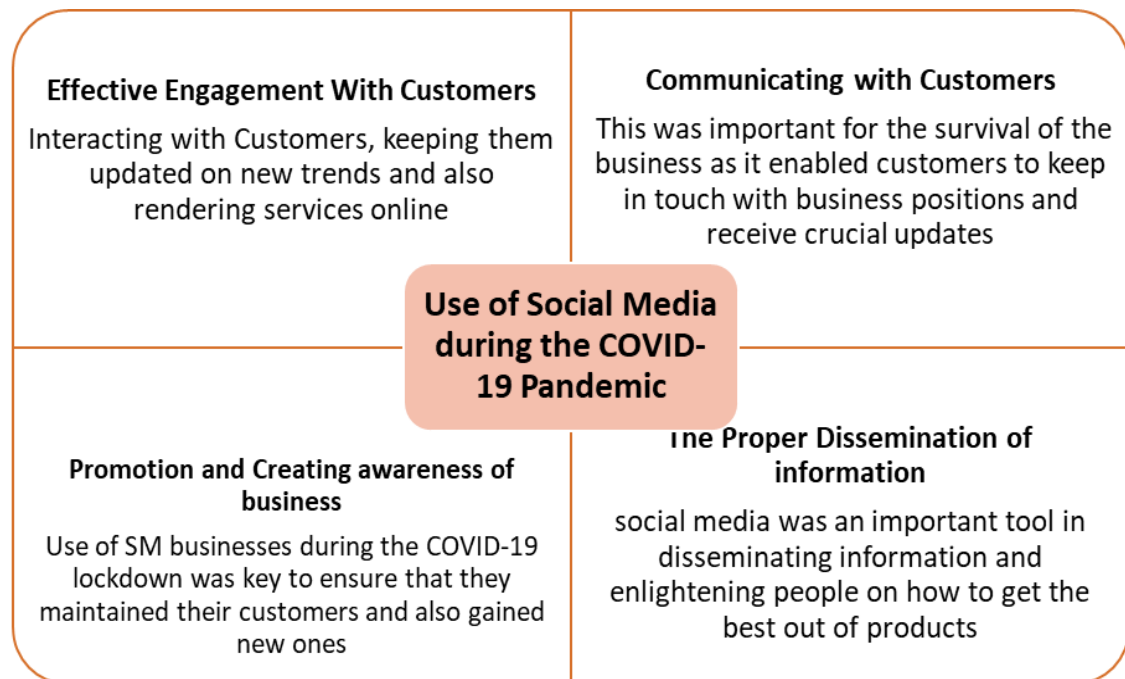 Effective Engagement With Customers
Interacting with Customers, keeping them
updated on new trends and also
rendering services online
Communicating with Customers
This was important for the survival of the
business as it enabled customers to keep
in touch with business positions and
receive crucial updates
Use of Social Media
during the COVID-
19 Pandemic
Promotion and Creating awareness of
business
Use of SM businesses during the COVID-19
lockdown was key to ensure that they
maintained their customers and also gained
new ones
The Proper Dissemination of
information
social media was an important tool in
disseminating information and
enlightening people on how to get the
best out of products